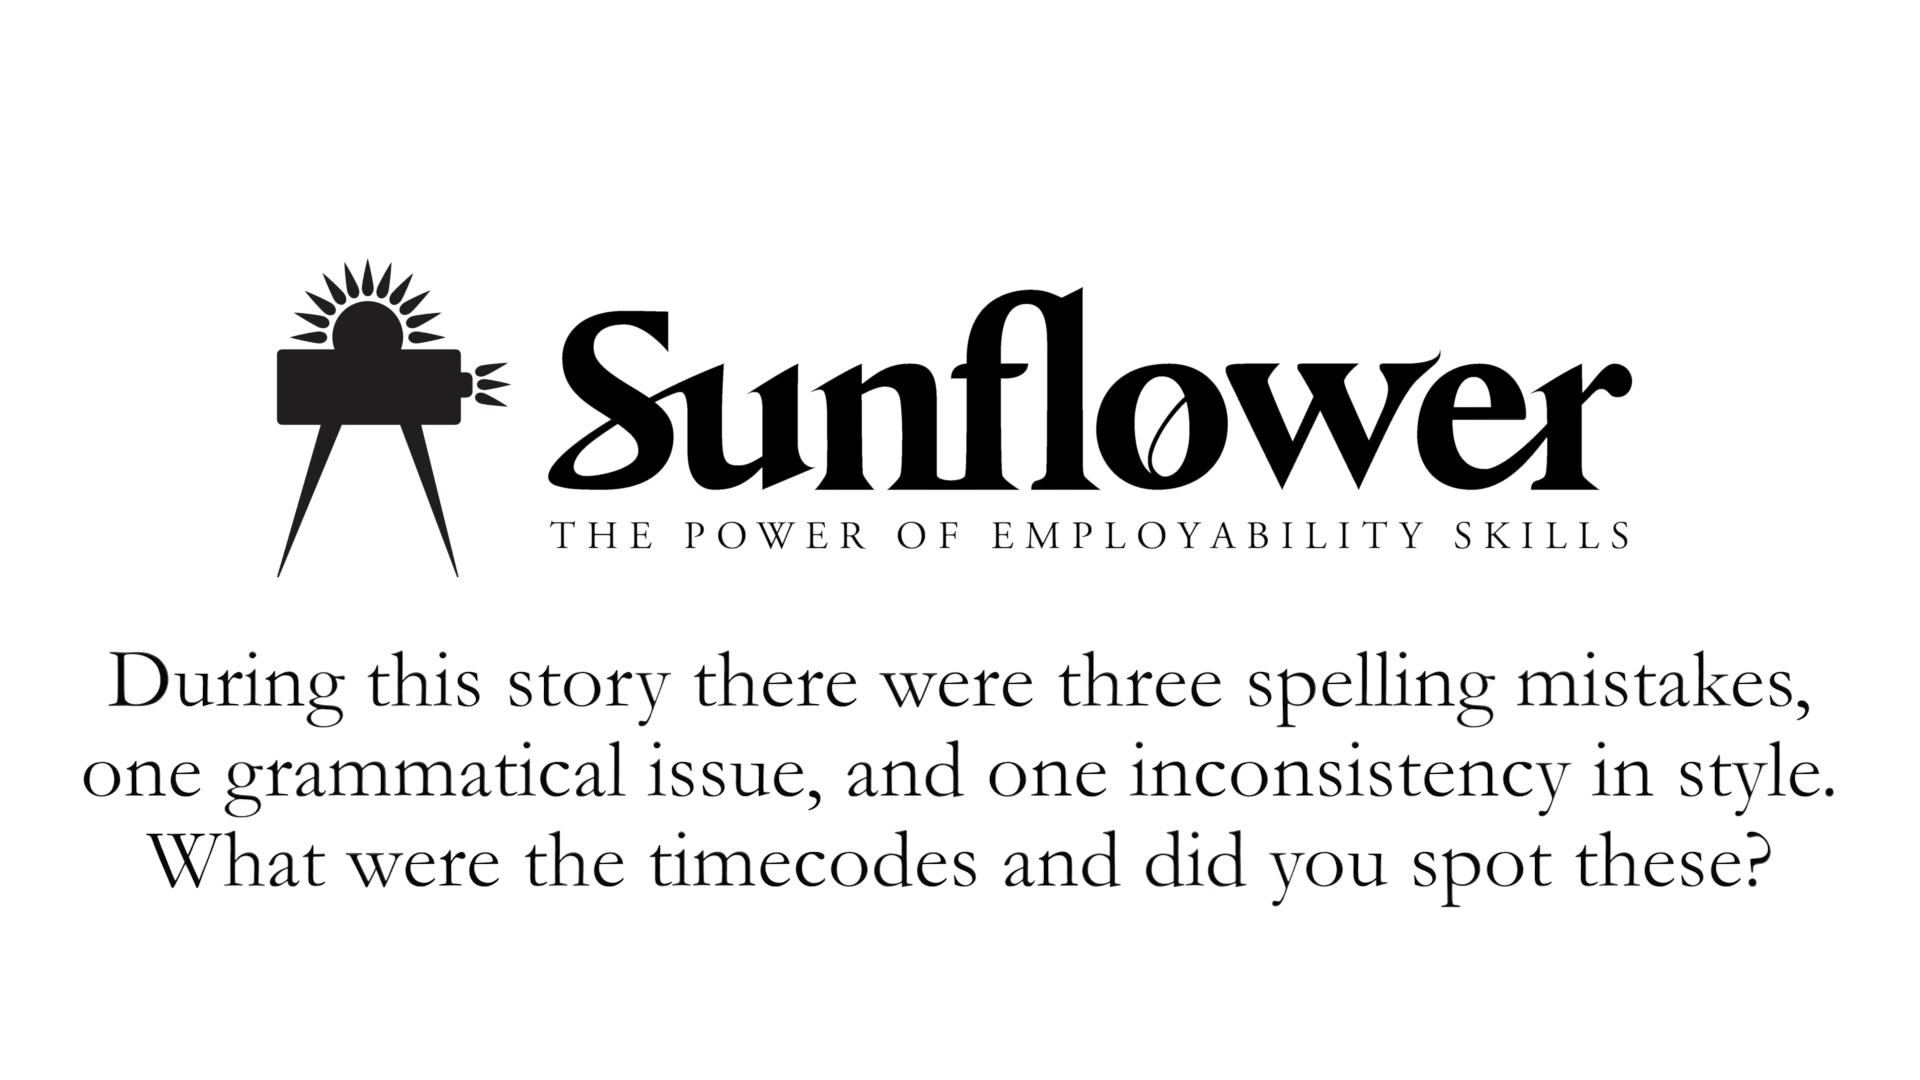 Sunflower
THE POWER OF EMPLOYABILITY SKILLS
During this story there were three spelling mistakes,
one grammatical issue, and one inconsistency in style.
What were the timecodes and did you spot these?